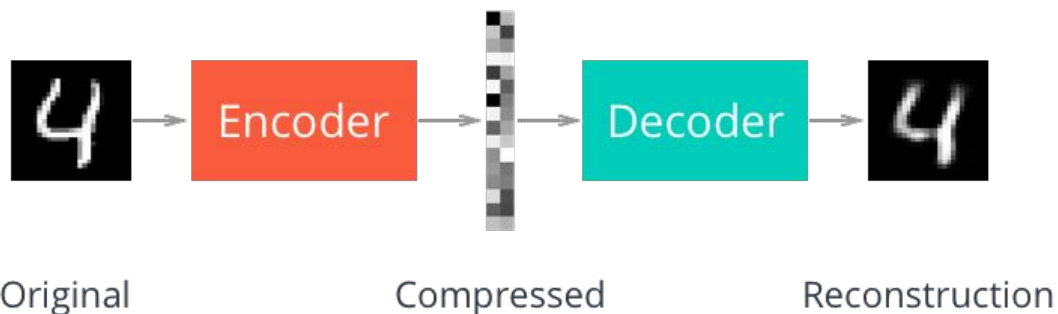 Encoder
Decoder
Original
Compressed
Reconstruction